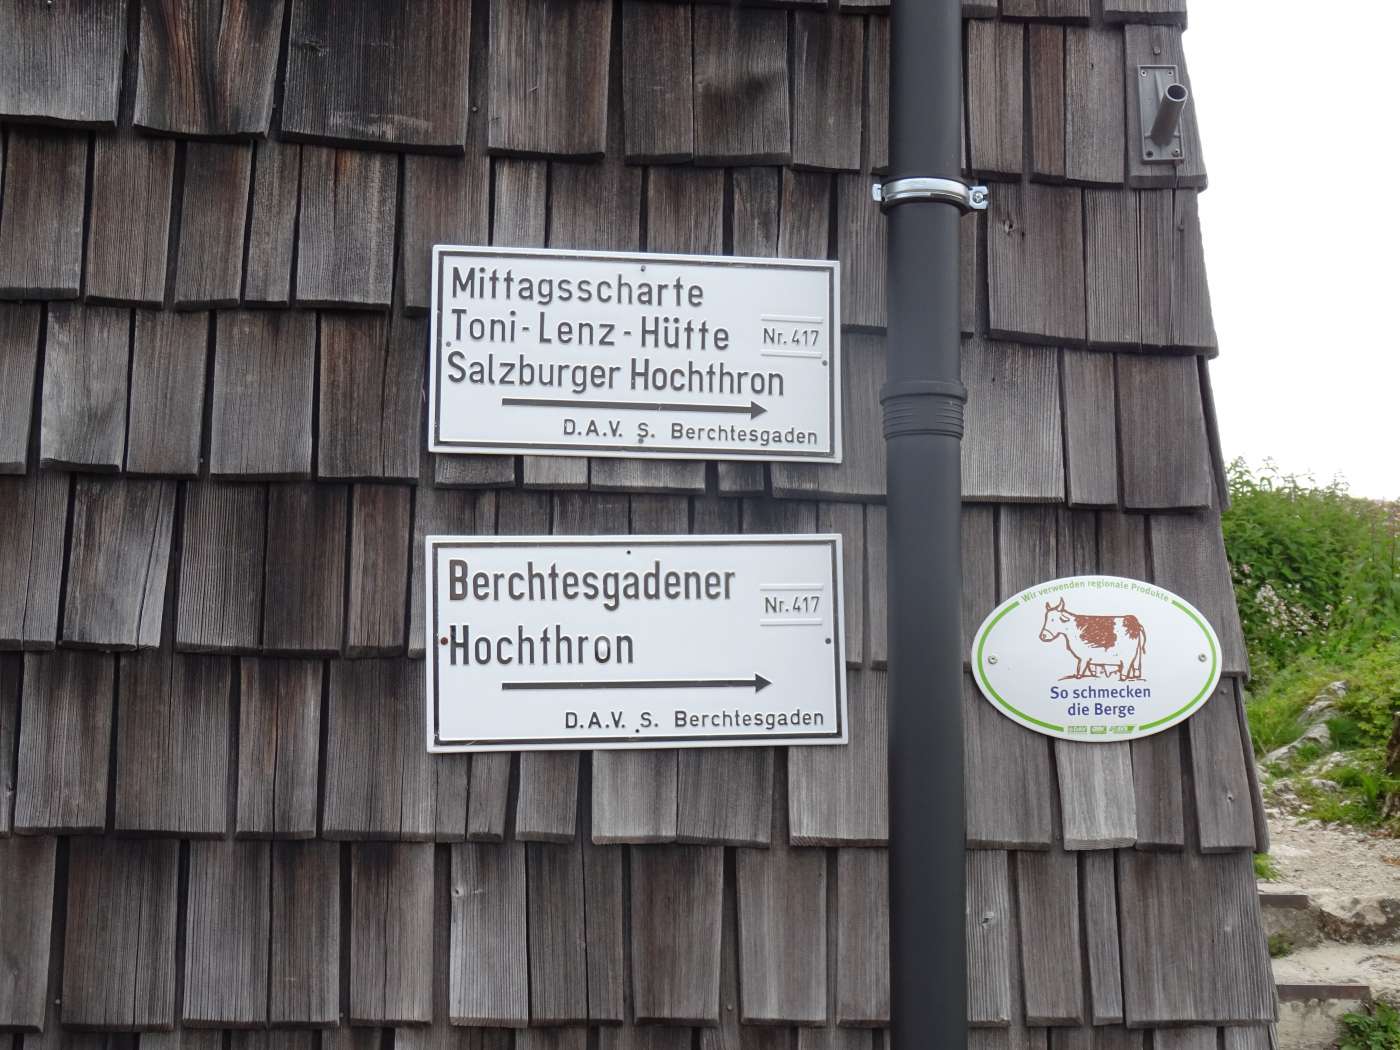 Mittagsscharte
Toni-Lenz-Hütte
Nr. 417
Salzburger Hochthron
D.A.V. S. Berchtesgaden
Berchtesgadener
Nr. 417
Hochthron
D.A.V. S. Berchtesgaden
Wir verwenden regionale Produkte
So schmecken
die Berge